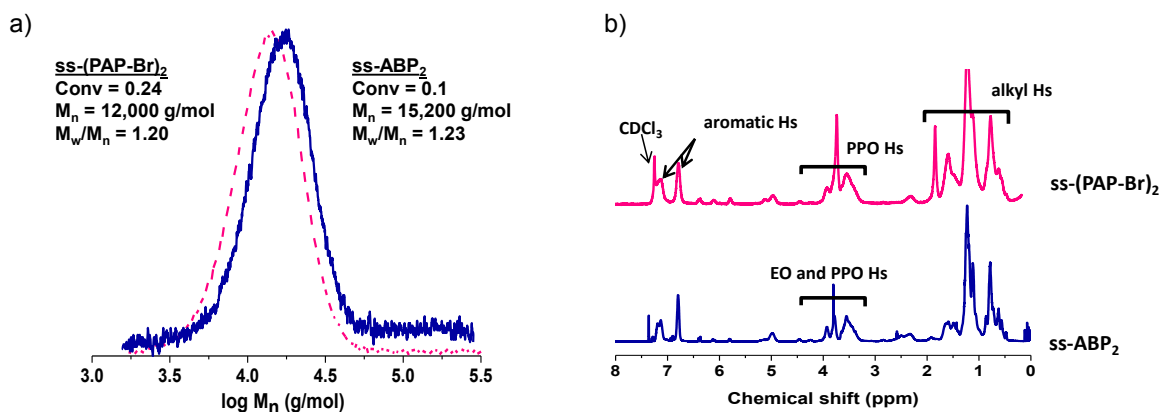 a)
ss-(PAP-Br)2
Conv = 0.24
Mn = 12,000 g/mol
Mw/Mn = 1.20
ss-ABP2
Conv = 0.1
Mn = 15,200 g/mol
Mw/Mn = 1.23
3.0 3.5 4.0 4.5 5.0 5.5
log Mn (g/mol)
b)
CDCl3
aromatic Hs
PPO Hs
alkyl Hs
ss-(PAP-Br)2
EO and PPO Hs
ss-ABP2
8 7 6 5 4 3 2 1 0
Chemical shift (ppm)